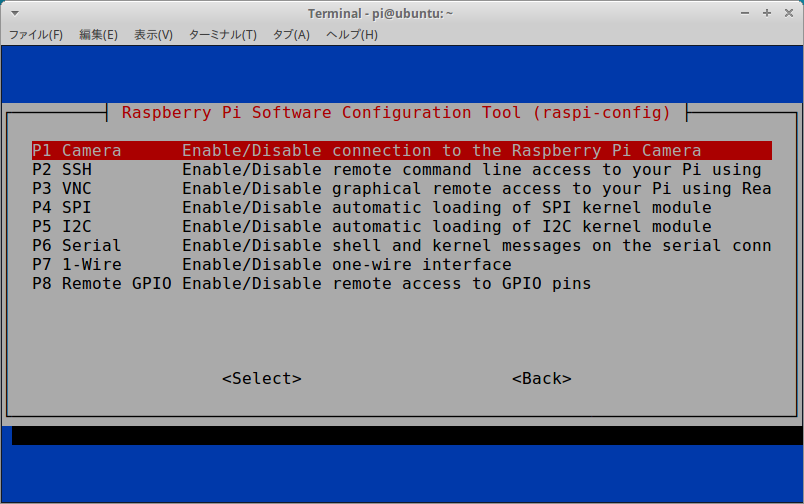 Terminal - pi@ubuntu: ~
ファイル(F) 編集(E) 表示(V) ターミナル(T) タブ(A) ヘルプ(H)
Raspberry Pi Software Configuration Tool (raspi-config)
P1 Camera Enable/Disable connection to the Raspberry Pi Camera
P2 SSH Enable/Disable remote command line access to your Pi using
P3 VNC Enable/Disable graphical remote access to your Pi using Rea
P4 SPI Enable/Disable automatic loading of SPI kernel module
P5 I2C Enable/Disable automatic loading of I2C kernel module
P6 Serial Enable/Disable shell and kernel messages on the serial conn
P7 1-Wire Enable/Disable one-wire interface
P8 Remote GPIO Enable/Disable remote access to GPIO pins
<Select> <Back>